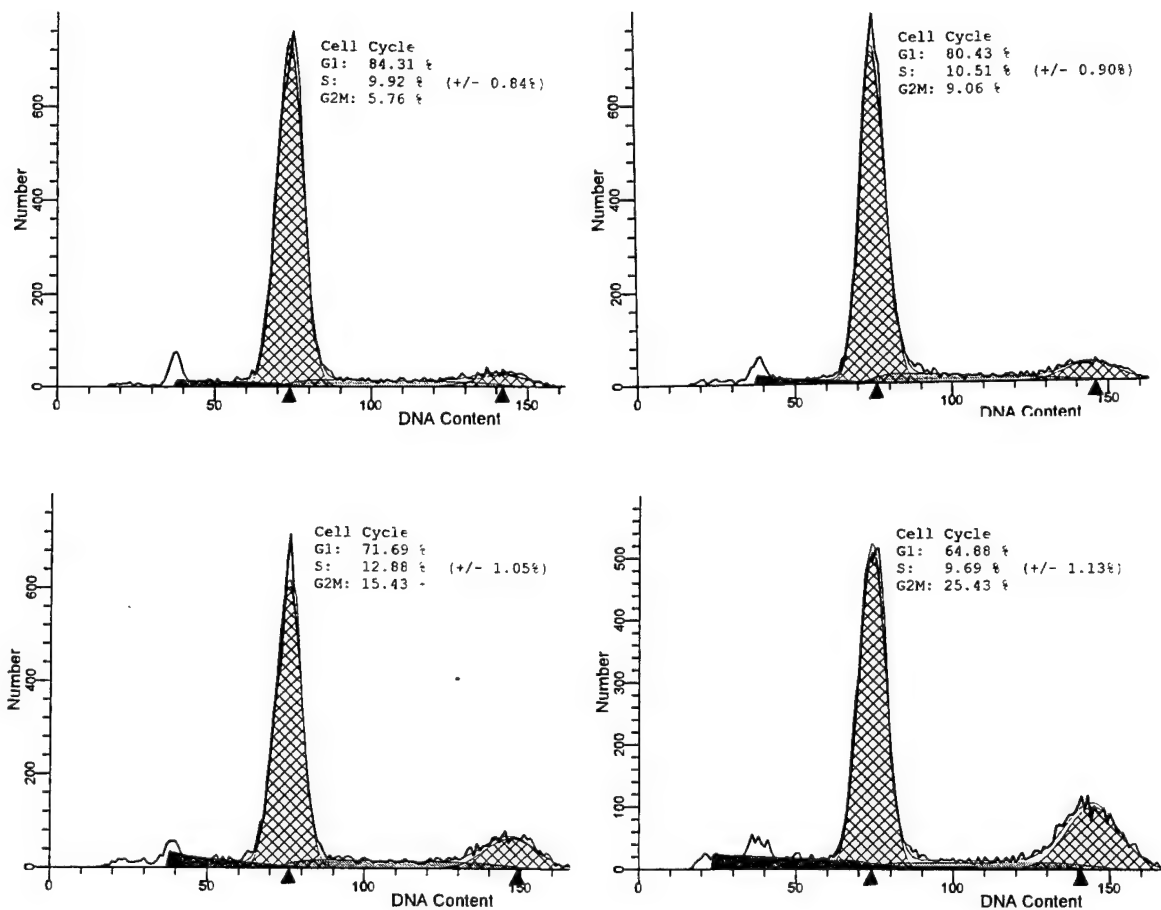 Cell Cycle
G1: 84.31 %
S: 9.92 % (+/- 0.84%)
G2M: 5.76 %
Number
600
400
200
0
0 50 100 150
DNA Content
Cell Cycle
G1: 80.43 %
S: 10.51 % (+/- 0.90%)
G2M: 9.06 %
Number
600
400
200
0
0 50 100 150
DNA Content
Cell Cycle
G1: 71.69 %
S: 12.88 % (+/- 1.05%)
G2M: 15.43
Number
600
400
200
0
0 50 100 150
DNA Content
Cell Cycle
G1: 64.88 %
S: 9.69 % (+/- 1.13%)
G2M: 25.43 %
Number
500
400
300
200
100
0
0 50 100 150
DNA Content